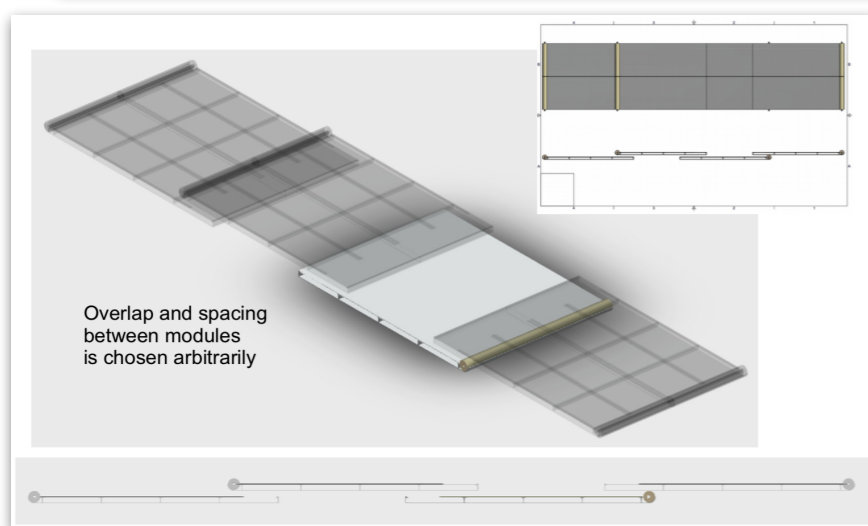 Overlap and spacing
between modules
is chosen arbitrarily